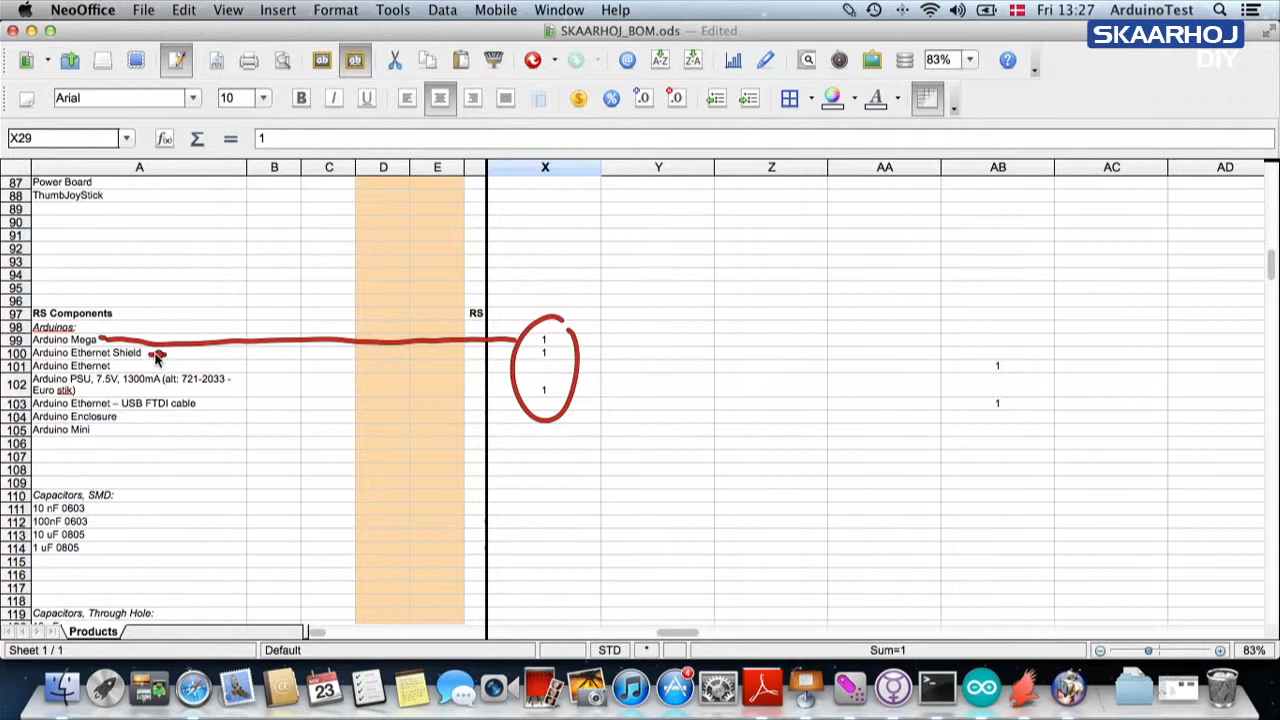 NeoOffice File Edit View Insert Format Tools Data Mobile Window Help Fri 13:27 ArduinoTest
SKAARHOJ_BOM.ods — Edited
SKAARHOJ
DIY
83%
Arial 10 B I U
X29 1
A B C D E X Y Z AA AB AC AD
87 Power Board
88 ThumbJoyStick
89
90
91
92
93
94
95
96
97 RS Components RS
98 Arduinos:
99 Arduino Mega 1
100 Arduino Ethernet Shield 1
101 Arduino Ethernet 1
102 Arduino PSU, 7.5V, 1300mA (alt: 721-2033 -
Euro stik) 1
103 Arduino Ethernet – USB FTDI cable 1
104 Arduino Enclosure
105 Arduino Mini
106
107
108
109
110 Capacitors, SMD:
111 10 nF 0603
112 100nF 0603
113 10 uF 0805
114 1 uF 0805
115
116
117
118
119 Capacitors, Through Hole:
Products
Sheet 1 / 1 Default STD * Sum=1 83%
NOV
23
4